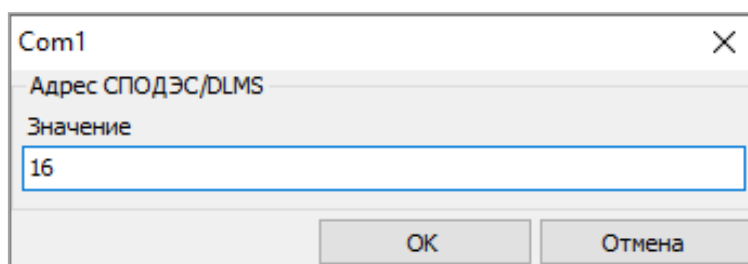 Com1
Адрес СПОДЭС/DLMS
Значение
16
OK
Отмена